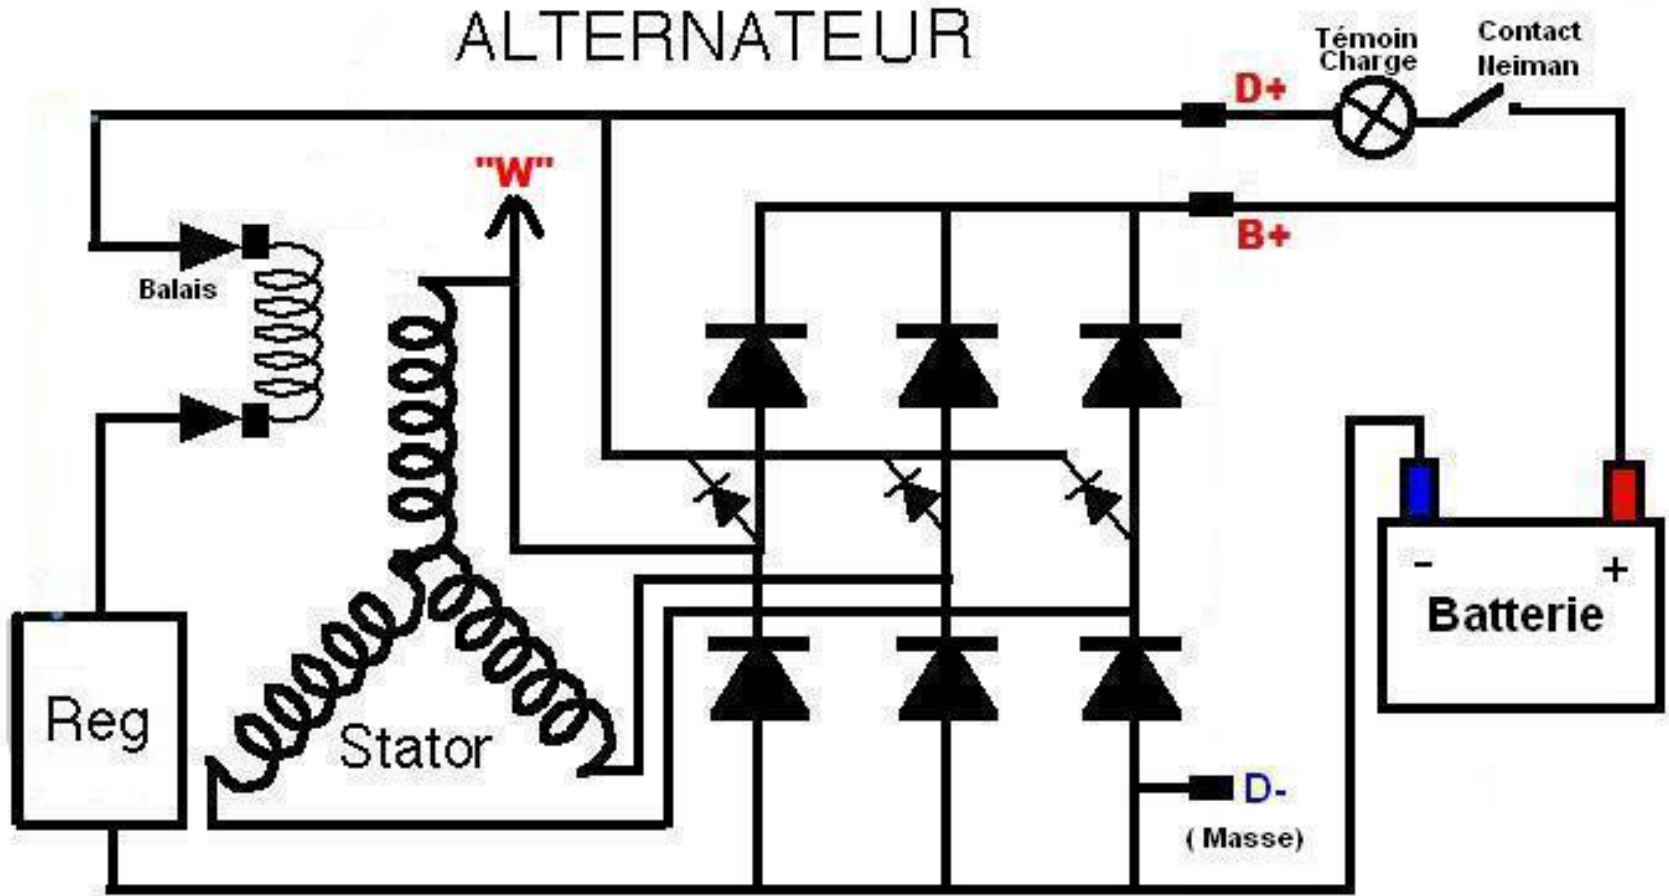 ALTERNATEUR
Témoin
Charge
Contact
Neiman
D+
"W"
B+
Balais
-
+
Batterie
Reg
Stator
D-
( Masse)